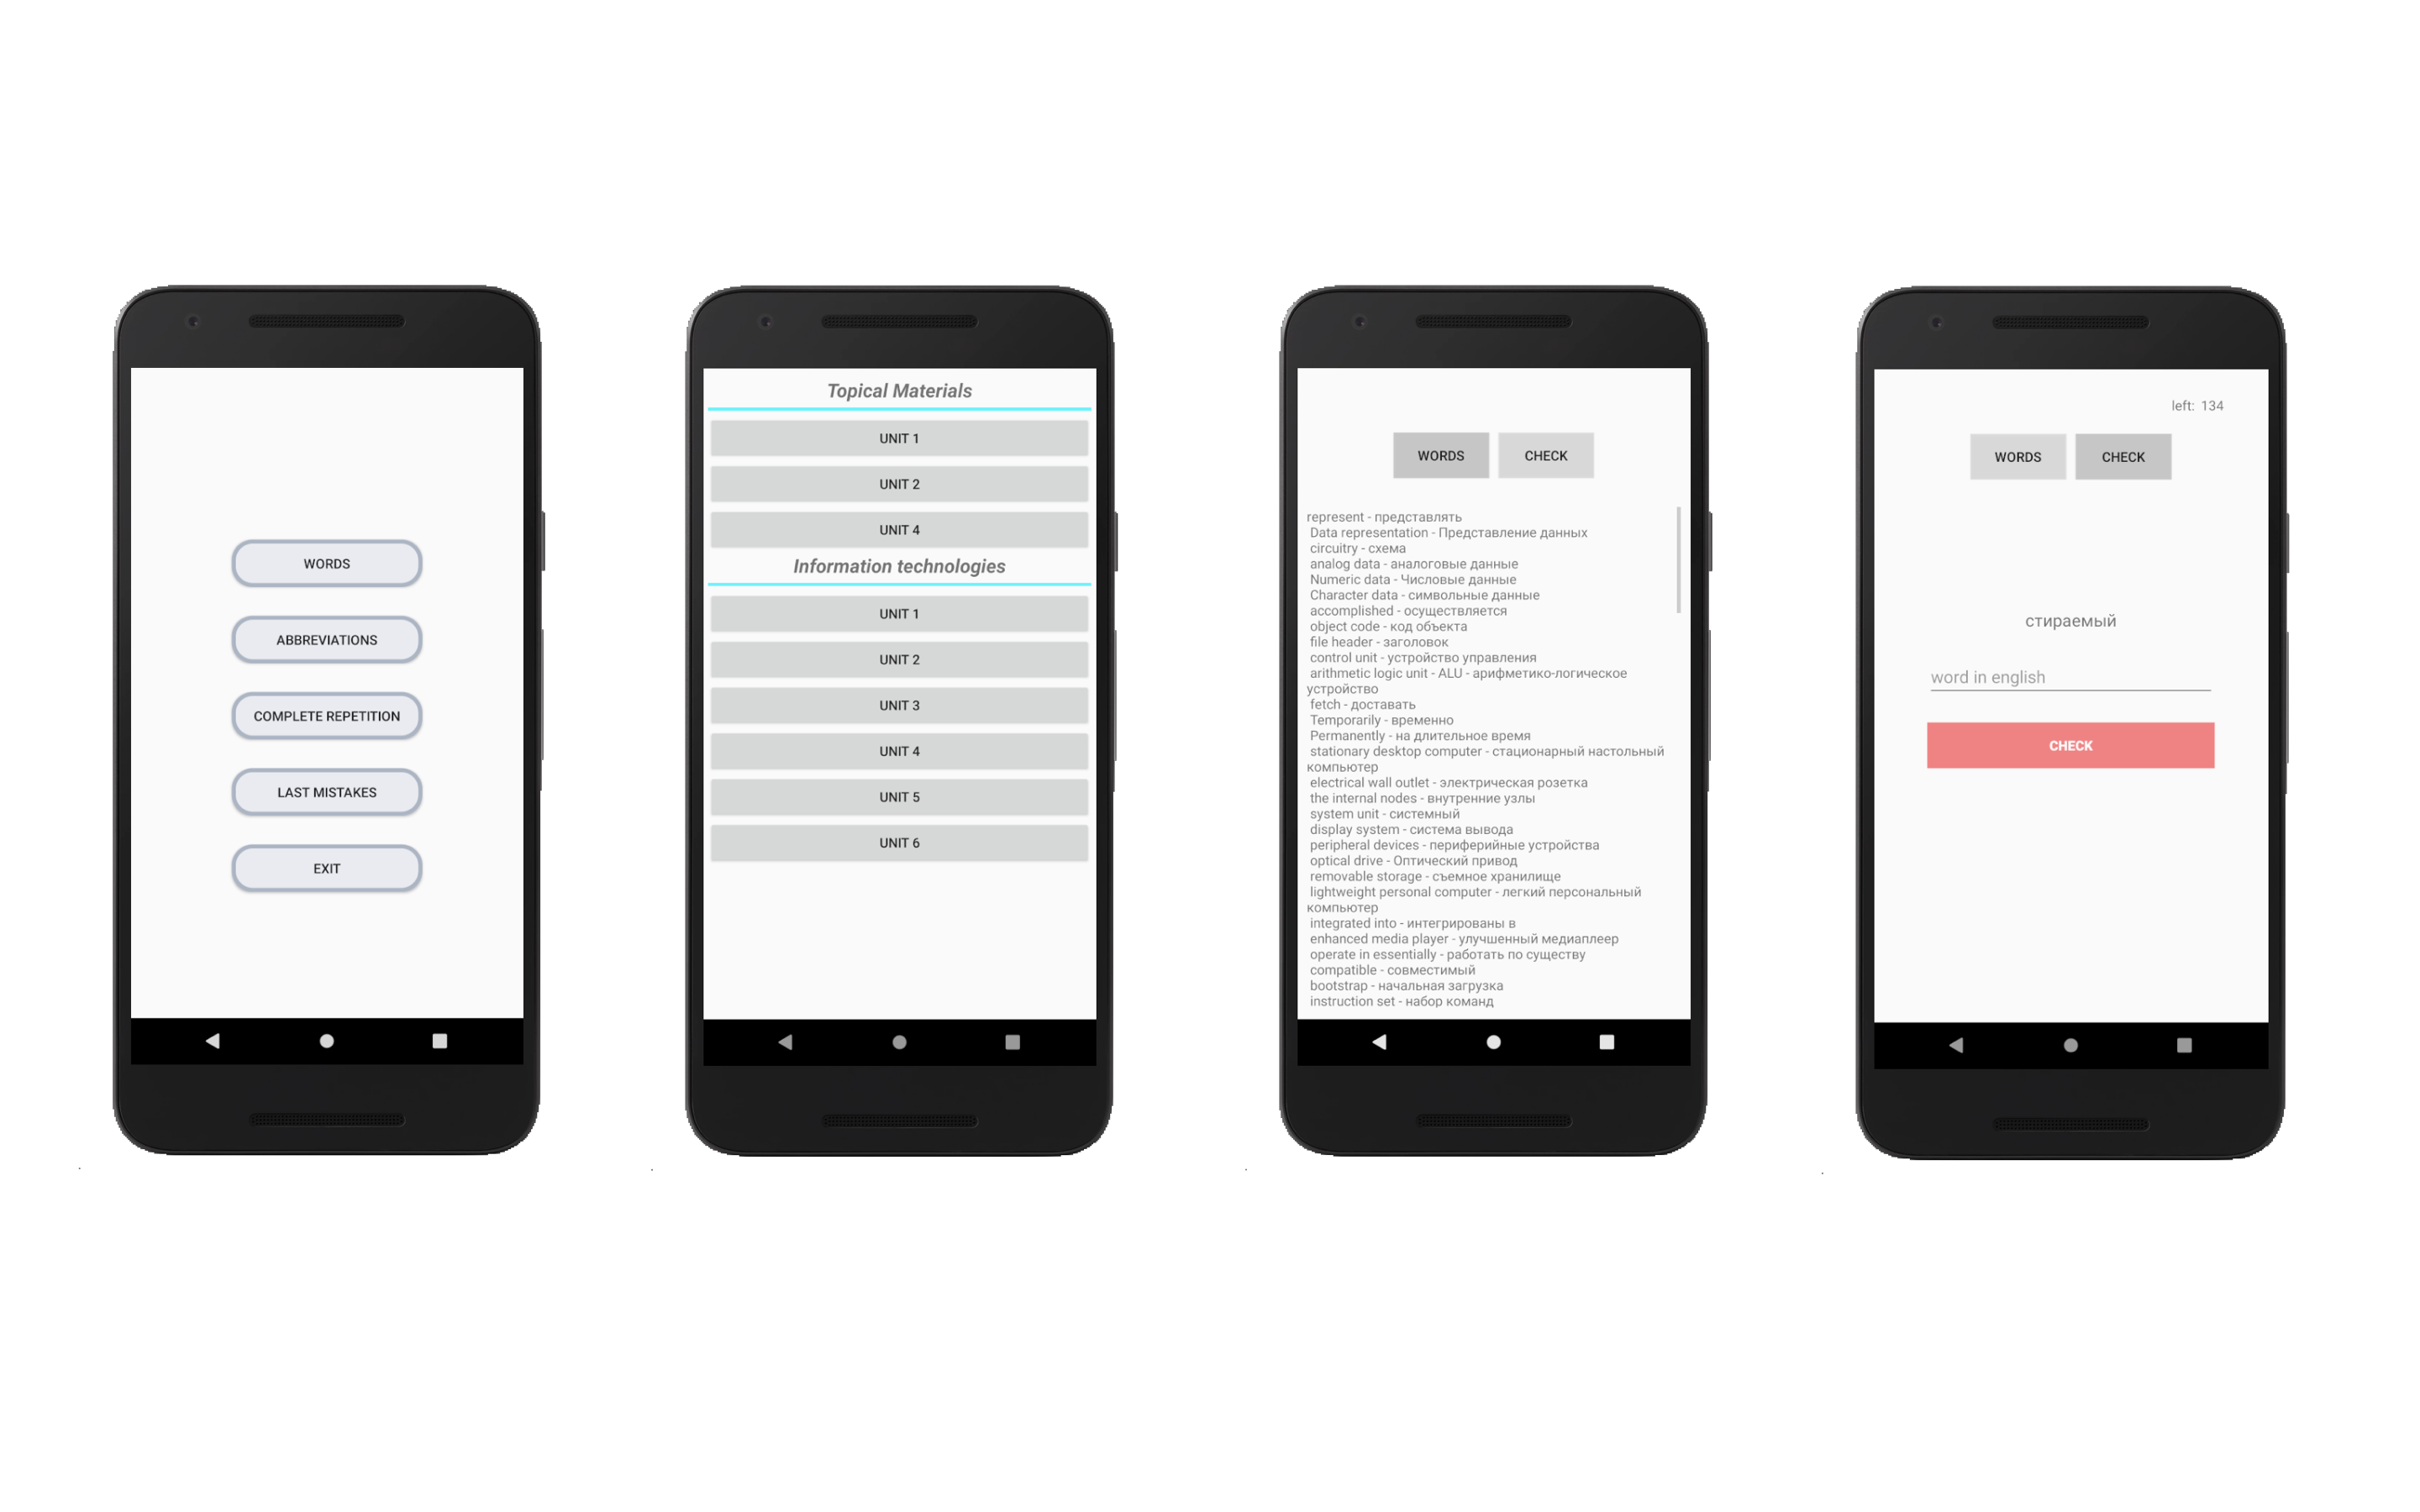 WORDS
ABBREVIATIONS
COMPLETE REPETITION
LAST MISTAKES
EXIT
Topical Materials
UNIT 1
UNIT 2
UNIT 4
Information technologies
UNIT 1
UNIT 2
UNIT 3
UNIT 4
UNIT 5
UNIT 6
WORDS CHECK
represent - представлять
Data representation - Представление данных
circuitry - схема
analog data - аналоговые данные
Numeric data - Числовые данные
Character data - символьные данные
accomplished - осуществляется
object code - код объекта
file header - заголовок
control unit - устройство управления
arithmetic logic unit - ALU - арифметико-логическое
устройство
fetch - доставать
Temporarily - временно
Permanently - на длительное время
stationary desktop computer - стационарный настольный
компьютер
electrical wall outlet - электрическая розетка
the internal nodes - внутренние узлы
system unit - системный
display system - система вывода
peripheral devices - периферийные устройства
optical drive - Оптический привод
removable storage - съемное хранилище
lightweight personal computer - легкий персональный
компьютер
integrated into - интегрированы в
enhanced media player - улучшенный медиаплеер
operate in essentially - работать по существу
compatible - совместимый
bootstrap - начальная загрузка
instruction set - набор команд
left: 134
WORDS CHECK
стираемый
word in english
CHECK